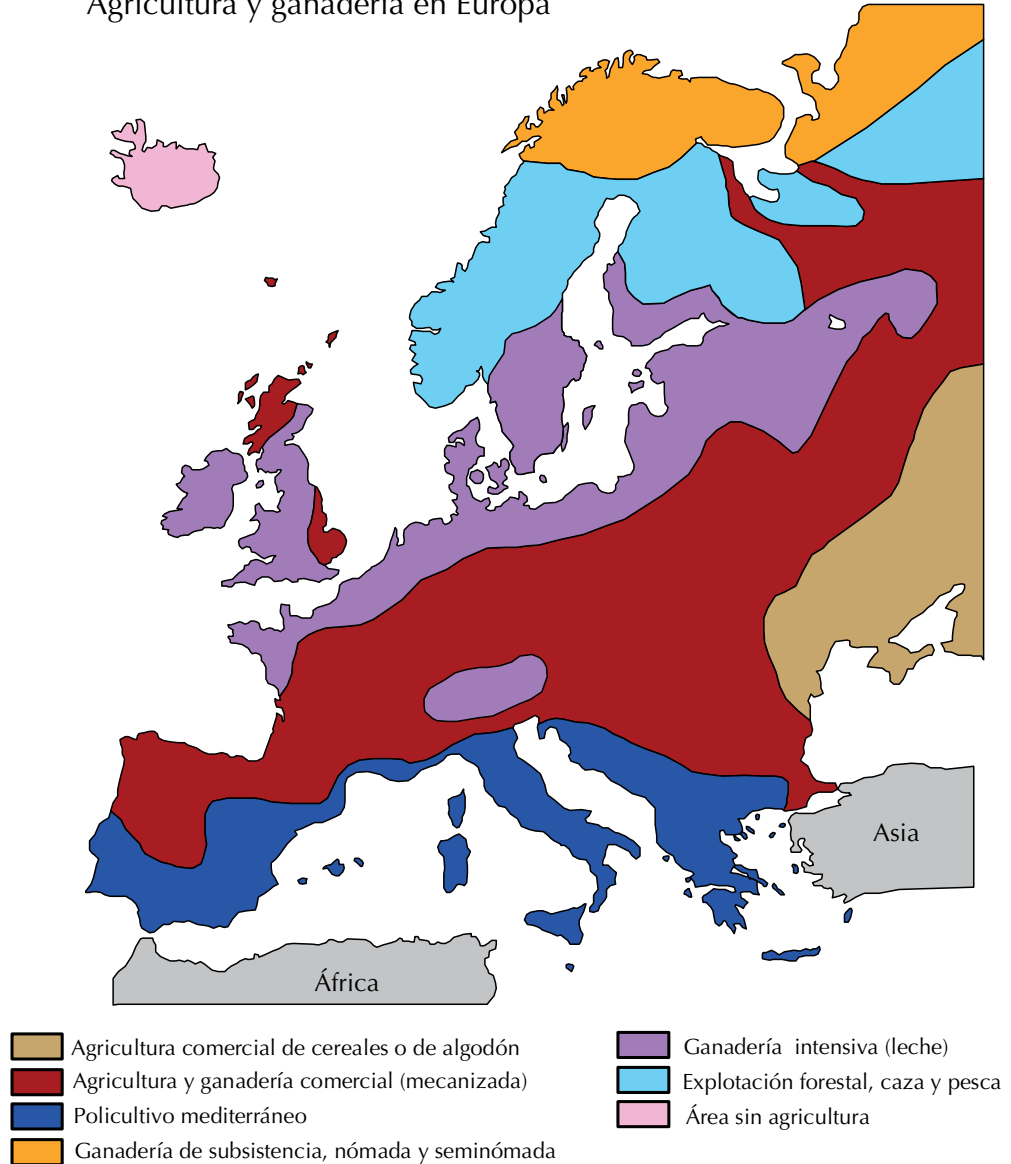 Agricultura y ganadería en Europa
Asia
África
Agricultura comercial de cereales o de algodón
Agricultura y ganadería comercial (mecanizada)
Policultivo mediterráneo
Ganadería de subsistencia, nómada y seminómada
Ganadería intensiva (leche)
Explotación forestal, caza y pesca
Área sin agricultura